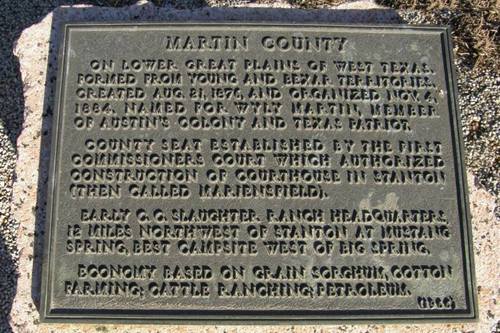 MARTIN COUNTY
ON LOWER GREAT PLAINS OF WEST TEXAS.
FORMED FROM YOUNG AND BEXAR TERRITORIES.
CREATED AUG. 21, 1876, AND ORGANIZED NOV. 4,
1884. NAMED FOR WYLY MARTIN, MEMBER
OF AUSTIN'S COLONY AND TEXAS PATRIOT.
COUNTY SEAT ESTABLISHED BY THE FIRST
COMMISSIONERS COURT WHICH AUTHORIZED
CONSTRUCTION OF COURTHOUSE IN STANTON
(THEN CALLED MARIENSFIELD).
EARLY C. C. SLAUGHTER RANCH HEADQUARTERS,
12 MILES NORTHWEST OF STANTON AT MUSTANG
SPRING, BEST CAMPSITE WEST OF BIG SPRING.
ECONOMY BASED ON GRAIN SORGHUM, COTTON
FARMING; CATTLE RANCHING; PETROLEUM.